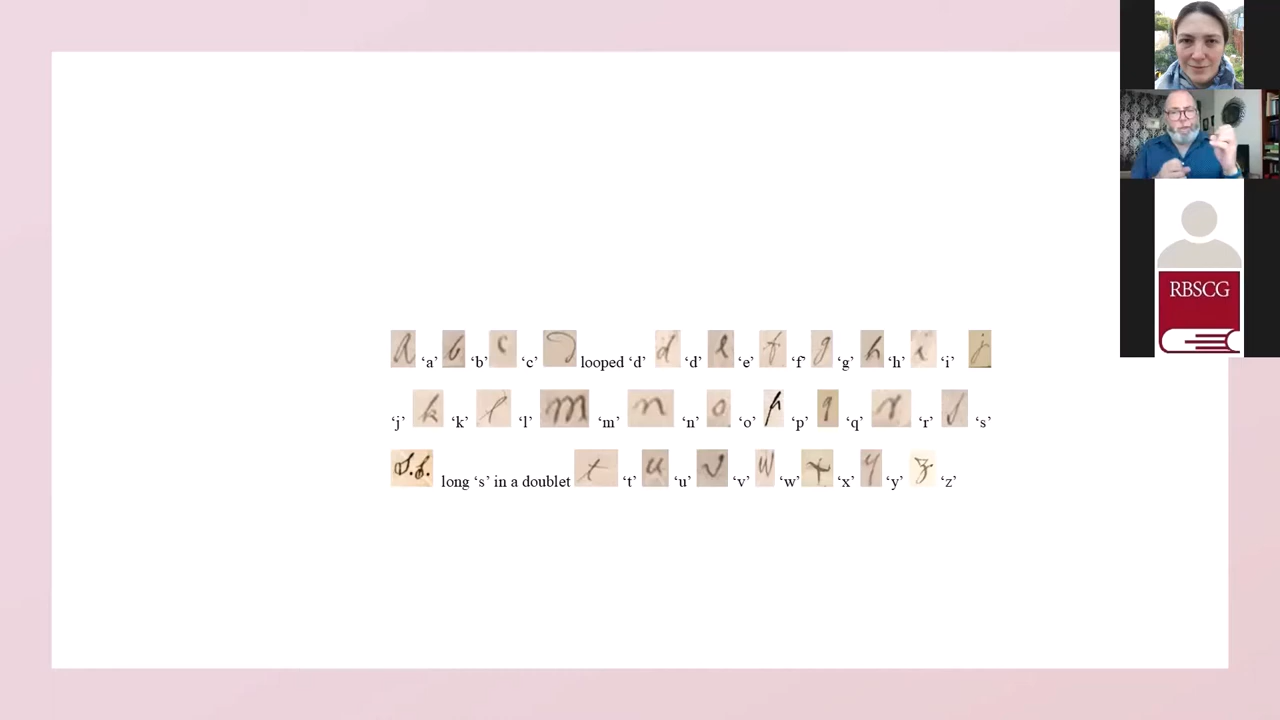 a ‘a’ b ‘b’ c ‘c’ d looped ‘d’ d ‘d’ e ‘e’ f ‘f’ g ‘g’ h ‘h’ i ‘i’ j
‘j’ k ‘k’ l ‘l’ m ‘m’ n ‘n’ o ‘o’ p ‘p’ q ‘q’ r ‘r’ s ‘s’
long ‘s’ in a doublet t ‘t’ u ‘u’ v ‘v’ w ‘w’ x ‘x’ y ‘y’ z ‘z’
RBSCG